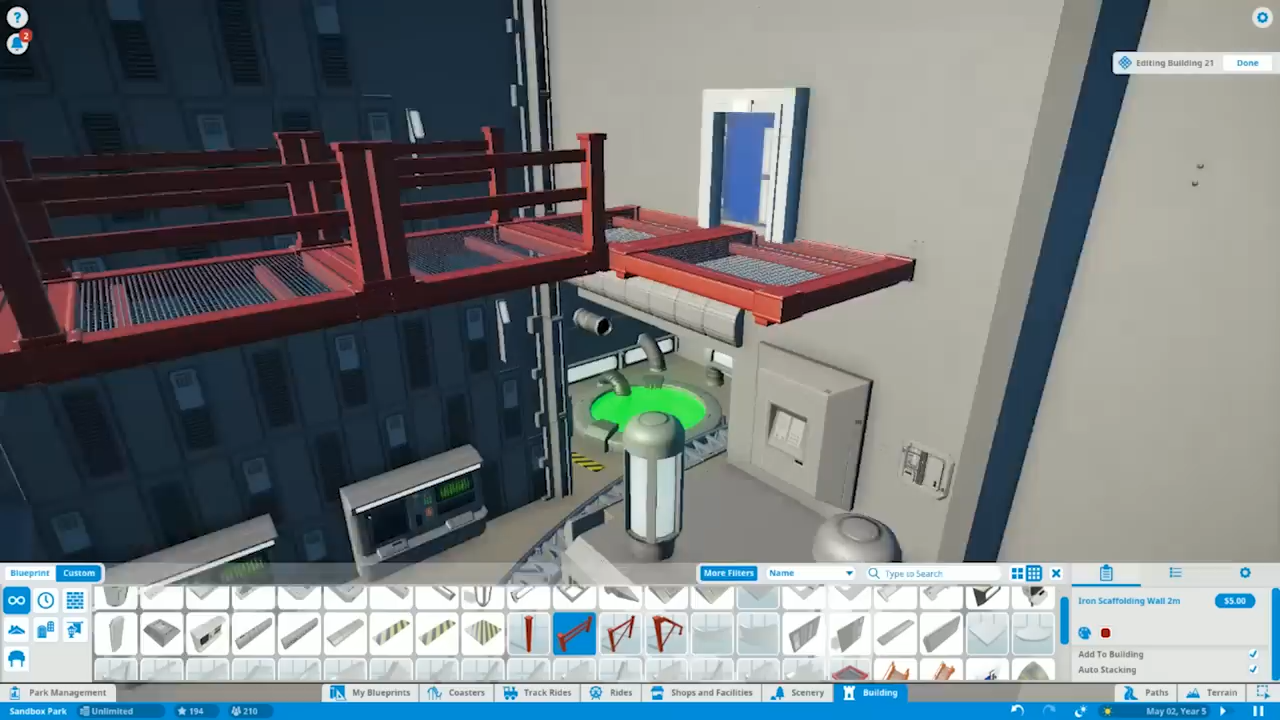 ?
2
Editing Building 21
Done
Blueprint
Custom
More Filters
Name
Type to Search
Iron Scaffolding Wall 2m
$5.00
Add To Building
Auto Stacking
Park Management
My Blueprints
Coasters
Track Rides
Rides
Shops and Facilities
Scenery
Building
Paths
Terrain
Sandbox Park
Unlimited
194
210
May 02, Year 5